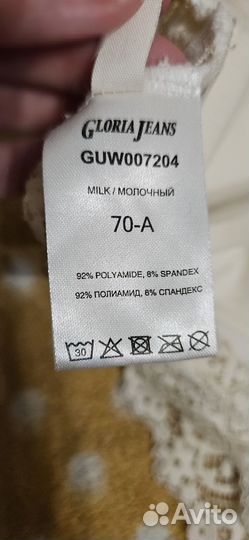 GLORIA JEANS
GUW007204
MILK / МОЛОЧНЫЙ
70-A
92% POLYAMIDE, 8% SPANDEX
92% ПОЛИАМИД, 8% СПАНДЕКС
30
Avito